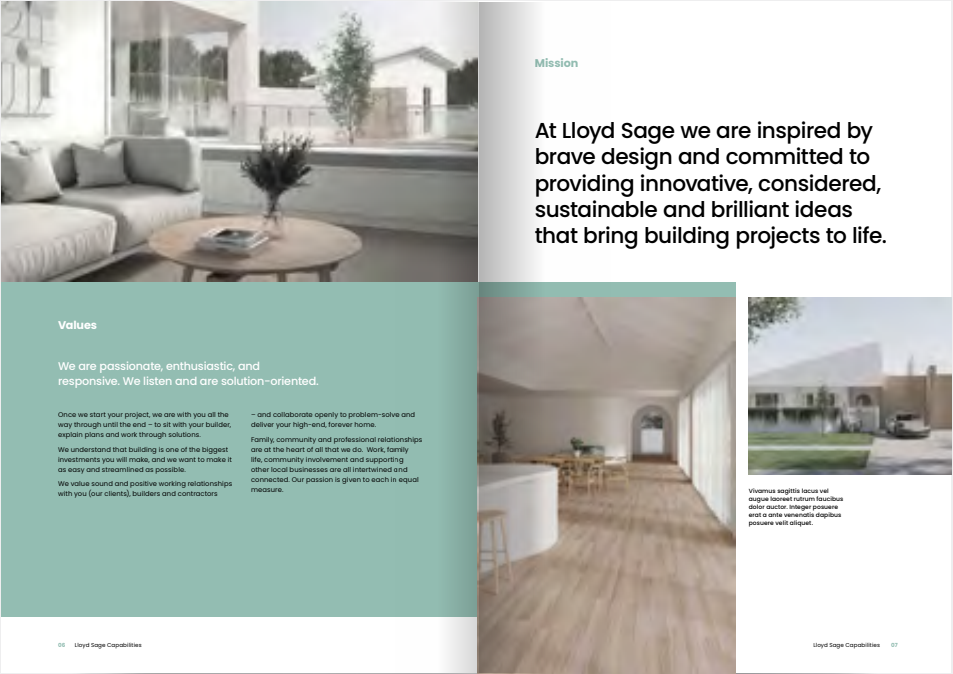 Values
We are passionate, enthusiastic, and
responsive. We listen and are solution-oriented.
Once we start your project, we are with you all the
way through until the end – to sit with your builder,
explain plans and work through solutions.
We understand that building is one of the biggest
investments you will make, and we want to make it
as easy and streamlined as possible.
We value sound and positive working relationships
with you (our clients), builders and contractors
– and collaborate openly to problem-solve and
deliver your high-end, forever home.
Family, community and professional relationships
are at the heart of all that we do. Work, family
life, community involvement and supporting
other local businesses are all intertwined and
connected. Our passion is given to each in equal
measure.
06 Lloyd Sage Capabilities
Mission
At Lloyd Sage we are inspired by
brave design and committed to
providing innovative, considered,
sustainable and brilliant ideas
that bring building projects to life.
Vivamus sagittis lacus vel
augue laoreet rutrum faucibus
dolor auctor. Integer posuere
erat a ante venenatis dapibus
posuere velit aliquet.
Lloyd Sage Capabilities 07